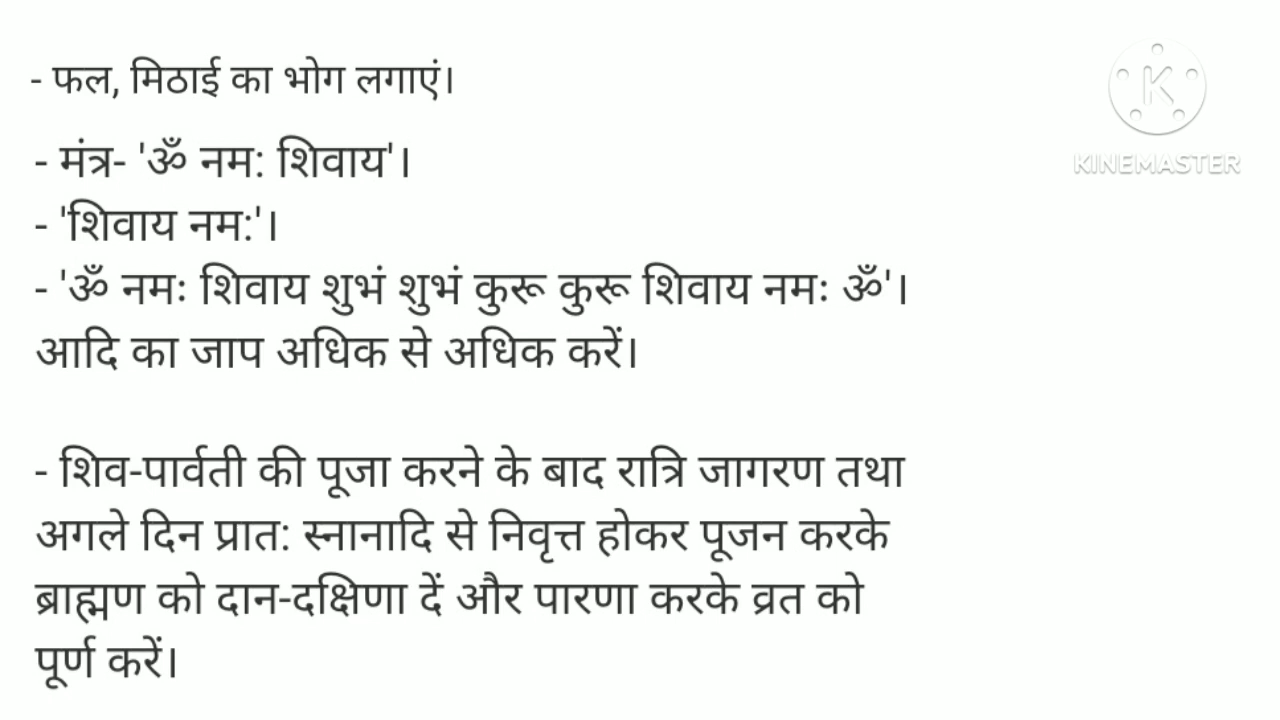 - फल, मिठाई का भोग लगाएं।
- मंत्र- 'ॐ नम: शिवाय'।
- 'शिवाय नम:'।
- 'ॐ नमः शिवाय शुभं शुभं कुरू कुरू शिवाय नमः ॐ'।
आदि का जाप अधिक से अधिक करें।
- शिव-पार्वती की पूजा करने के बाद रात्रि जागरण तथा
अगले दिन प्रात: स्नानादि से निवृत्त होकर पूजन करके
ब्राह्मण को दान-दक्षिणा दें और पारणा करके व्रत को
पूर्ण करें।
K
KINEMASTER